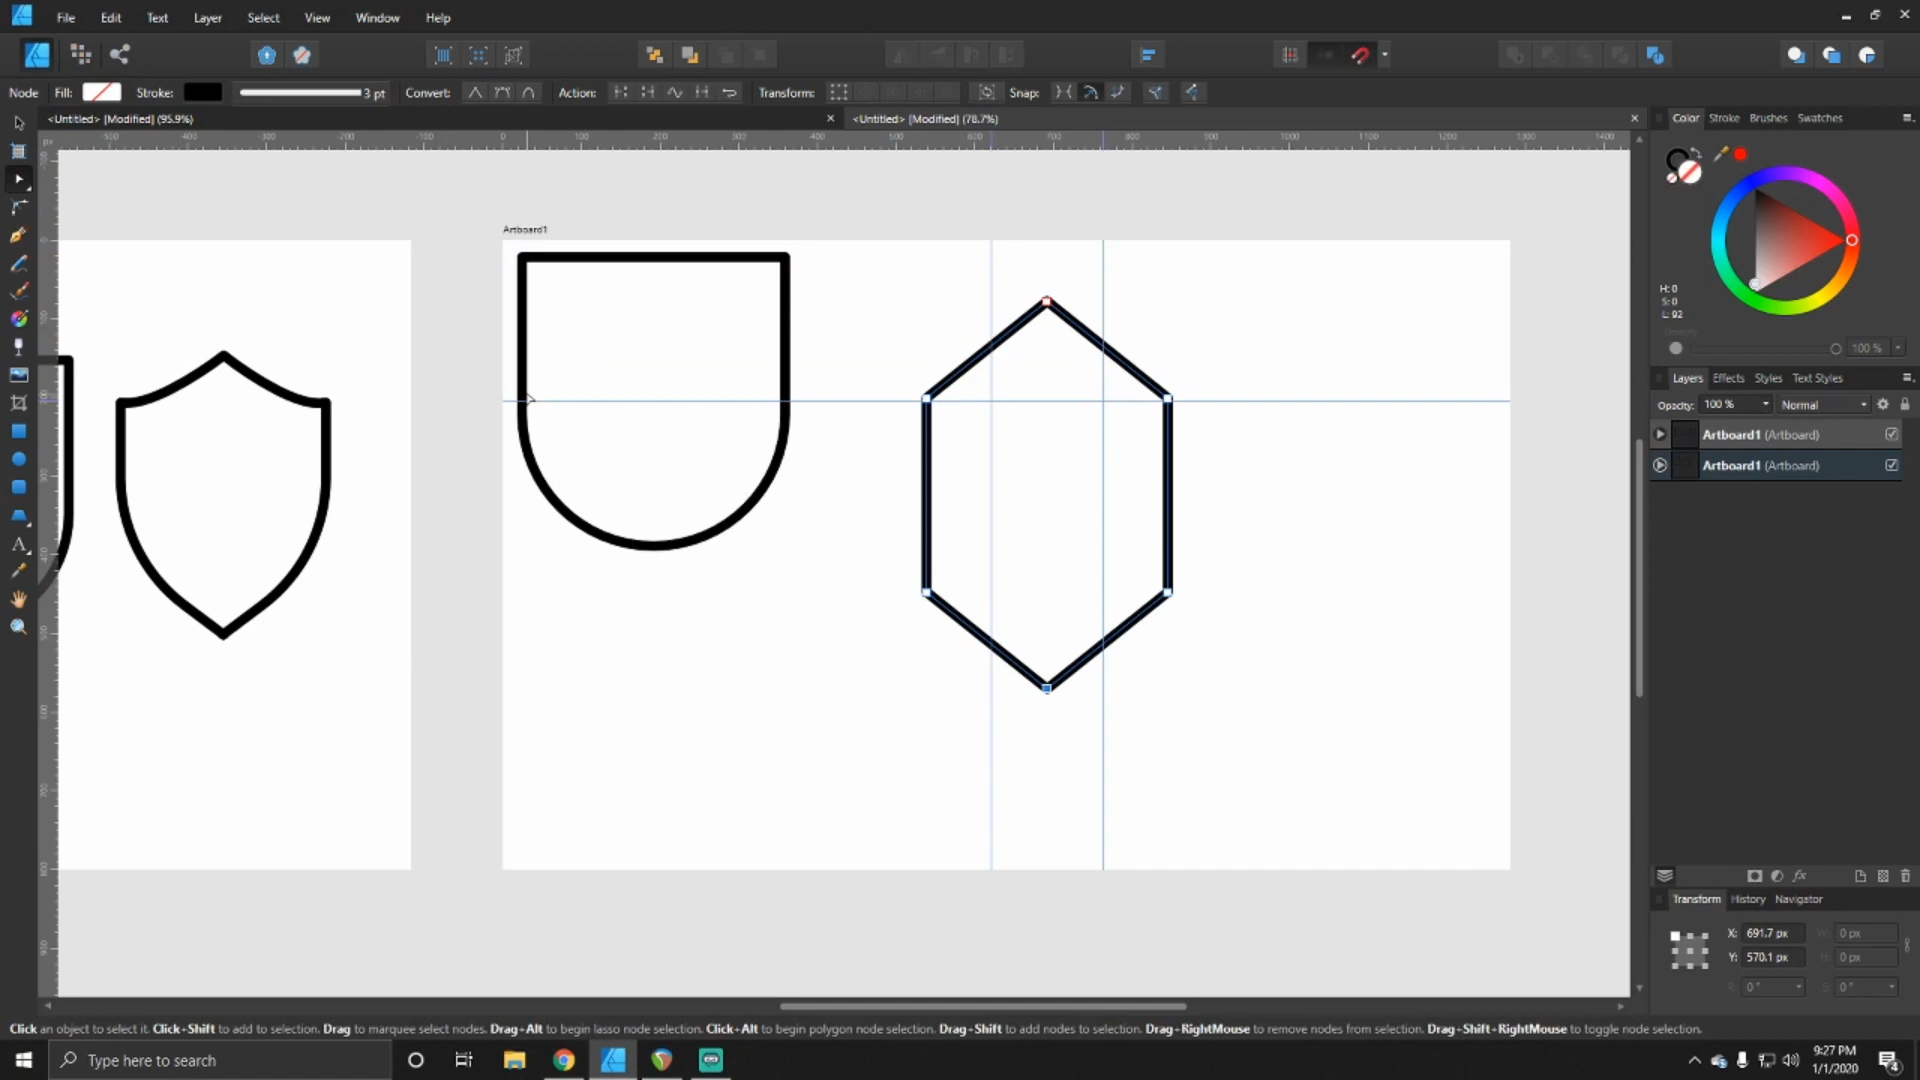 File Edit Text Layer Select View Window Help
Node Fill: Stroke: 3 pt Convert: Action: Transform: Snap:
<Untitled> [Modified] (95.9%)
<Untitled> [Modified] (78.7%)
Color Stroke Brushes Swatches
H: 0
S: 0
L: 92
Opacity
100 %
Artboard1
Layers Effects Styles Text Styles
Opacity: 100 % Normal
Artboard1 (Artboard)
Artboard1 (Artboard)
Transform History Navigator
X: 691.7 px W: 0 px
Y: 570.1 px H: 0 px
R: 0 ° S: 0 °
Click an object to select it. Click+Shift to add to selection. Drag to marquee select nodes. Drag+Alt to begin lasso node selection. Click+Alt to begin polygon node selection. Drag+Shift to add nodes to selection. Drag+RightMouse to remove nodes from selection. Drag+Shift+RightMouse to toggle node selection.
Type here to search
9:27 PM
1/1/2020
4